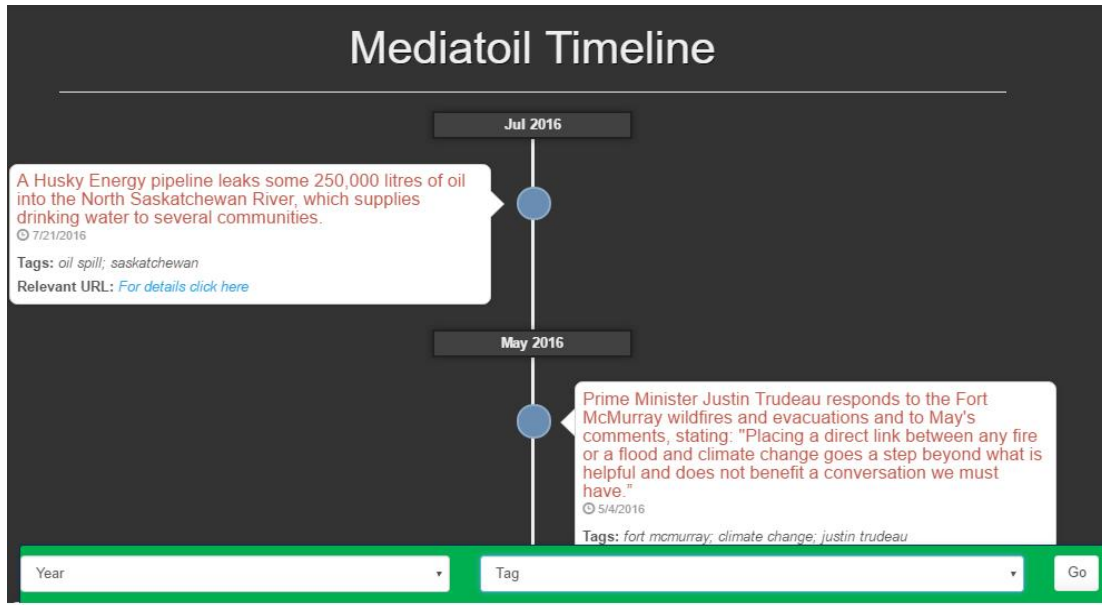 Mediatoil Timeline
Jul 2016
A Husky Energy pipeline leaks some 250,000 litres of oil
into the North Saskatchewan River, which supplies
drinking water to several communities.
7/21/2016
Tags: oil spill; saskatchewan
Relevant URL: For details click here
May 2016
Prime Minister Justin Trudeau responds to the Fort
McMurray wildfires and evacuations and to May's
comments, stating: "Placing a direct link between any fire
or a flood and climate change goes a step beyond what is
helpful and does not benefit a conversation we must
have.”
5/4/2016
Tags: fort mcmurray; climate change; justin trudeau
Year
Tag
Go